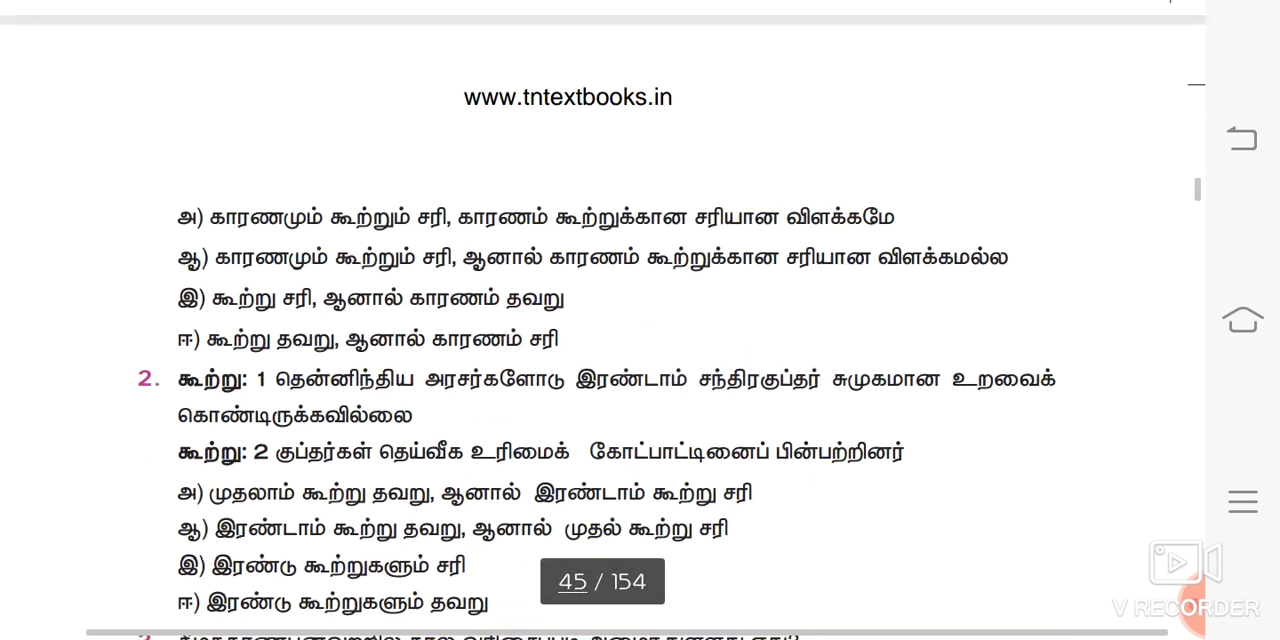 www.tntextbooks.in
அ) காரணமும் கூற்றும் சரி, காரணம் கூற்றுக்கான சரியான விளக்கமே
ஆ) காரணமும் கூற்றும் சரி, ஆனால் காரணம் கூற்றுக்கான சரியான விளக்கமல்ல
இ) கூற்று சரி, ஆனால் காரணம் தவறு
ஈ) கூற்று தவறு, ஆனால் காரணம் சரி
2. கூற்று: 1 தென்னிந்திய அரசர்களோடு இரண்டாம் சந்திரகுப்தர் சுமுகமான உறவைக்
கொண்டிருக்கவில்லை
கூற்று: 2 குப்தர்கள் தெய்வீக உரிமைக் கோட்பாட்டினைப் பின்பற்றினர்
அ) முதலாம் கூற்று தவறு, ஆனால் இரண்டாம் கூற்று சரி
ஆ) இரண்டாம் கூற்று தவறு, ஆனால் முதல் கூற்று சரி
இ) இரண்டு கூற்றுகளும் சரி
ஈ) இரண்டு கூற்றுகளும் தவறு
45 / 154
V RECORDER